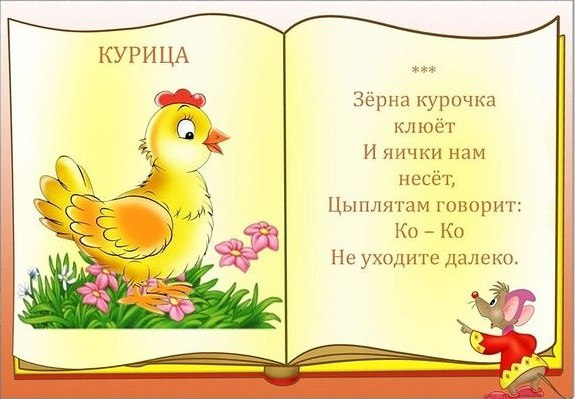 КУРИЦА
***
Зёрна курочка
клюёт
И яички нам
несёт,
Цыплятам говорит:
Ко – Ко
Не уходите далеко.